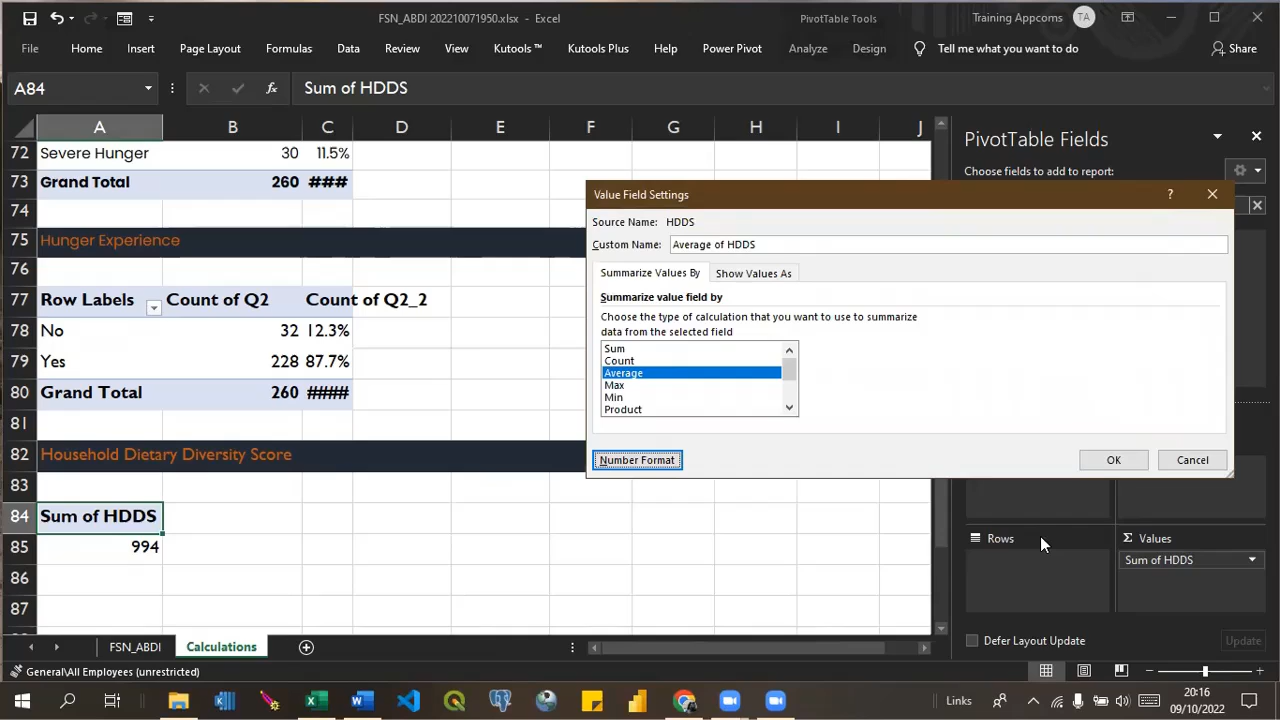 FSN_ABDI 202210071950.xlsx - Excel
PivotTable Tools
Training Appcoms
TA
File
Home
Insert
Page Layout
Formulas
Data
Review
View
Kutools ™
Kutools Plus
Help
Power Pivot
Analyze
Design
Tell me what you want to do
Share
A84
fx
Sum of HDDS
A B C D E F G H I J
72 Severe Hunger 30 11.5%
73 Grand Total 260 ###
74
75 Hunger Experience
76
77 Row Labels Count of Q2 Count of Q2_2
78 No 32 12.3%
79 Yes 228 87.7%
80 Grand Total 260 ####
81
82 Household Dietary Diversity Score
83
84 Sum of HDDS
85 994
86
87
PivotTable Fields
Choose fields to add to report:
Value Field Settings
?
Source Name: HDDS
Custom Name: Average of HDDS
Summarize Values By
Show Values As
Summarize value field by
Choose the type of calculation that you want to use to summarize
data from the selected field
Sum
Count
Average
Max
Min
Product
Number Format
OK
Cancel
Rows
Σ Values
Sum of HDDS
Defer Layout Update
Update
FSN_ABDI
Calculations
General\All Employees (unrestricted)
Links
20:16
09/10/2022